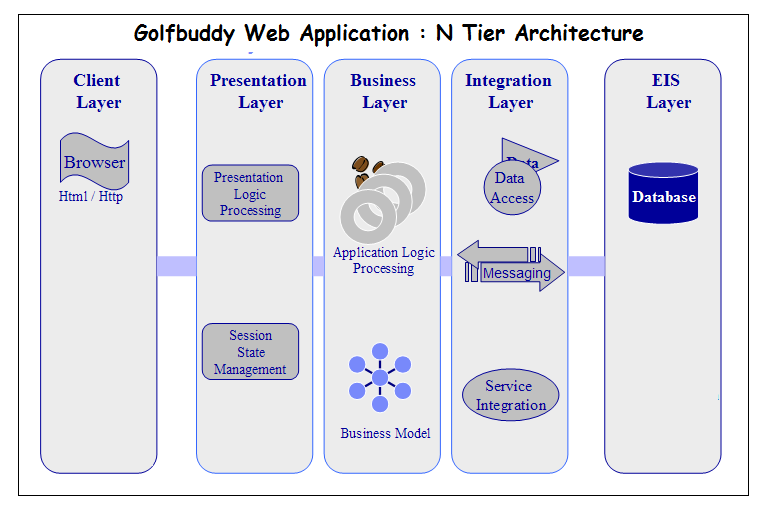 Golfbuddy Web Application : N Tier Architecture
Client
Layer
Browser
Html / Http
Presentation
Layer
Presentation
Logic
Processing
Session
State
Management
Business
Layer
Application Logic
Processing
Business Model
Integration
Layer
Data
Data
Access
Messaging
Service
Integration
EIS
Layer
Database